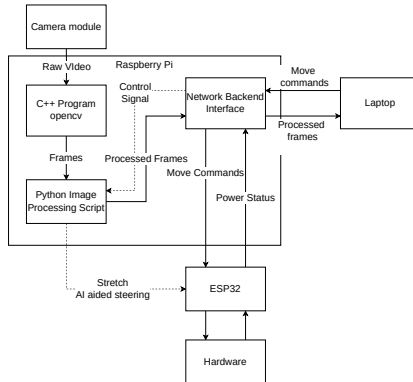 Camera module
Raw VIdeo
Raspberry Pi
Control
Signal
Move
commands
C++ Program
opencv
Network Backend
Interface
Laptop
Processed
frames
Frames
Processed Frames
Move Commands
Python Image
Processing Script
Power Status
Stretch
AI aided steering
ESP32
Hardware